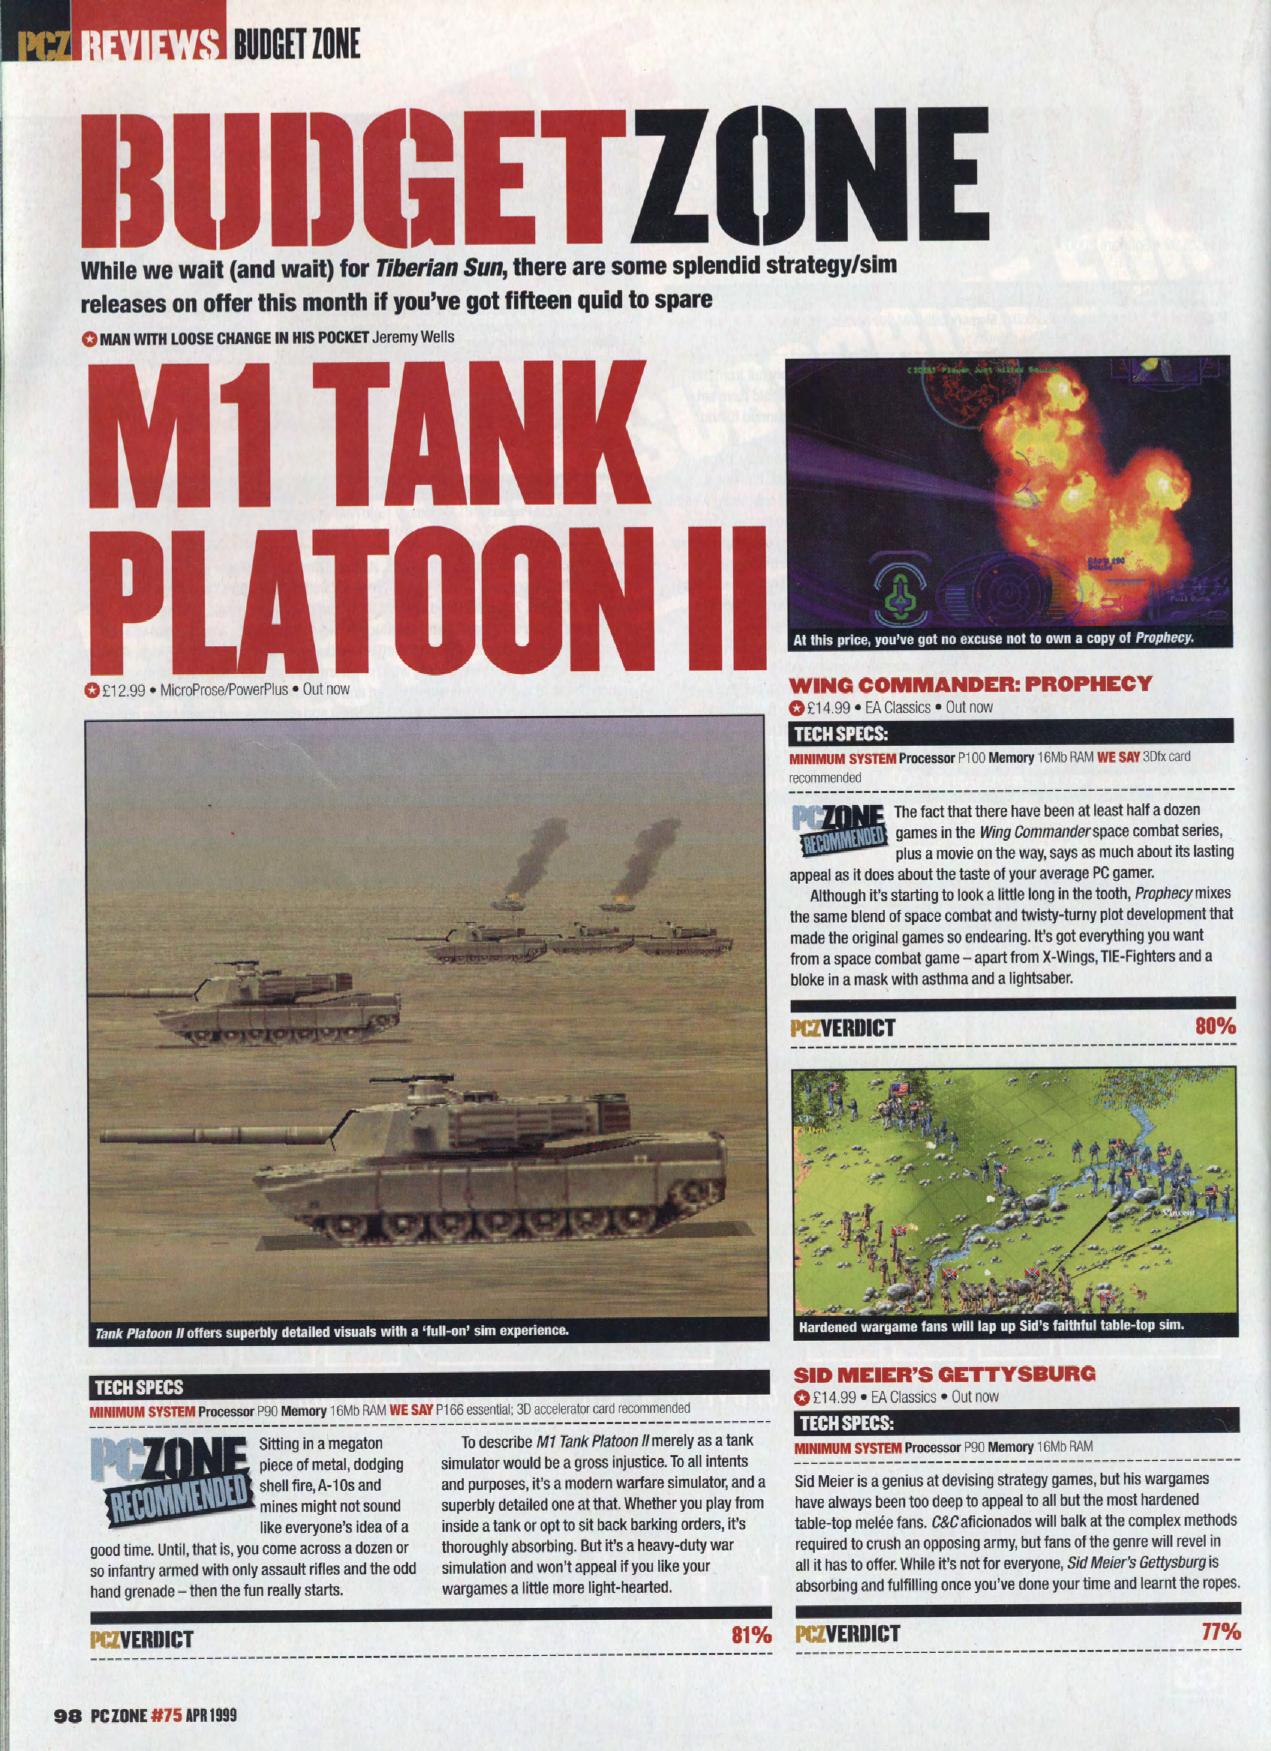 PCZ REVIEWS BUDGET ZONE
BUDGETZONE
While we wait (and wait) for Tiberian Sun, there are some splendid strategy/sim
releases on offer this month if you've got fifteen quid to spare
MAN WITH LOOSE CHANGE IN HIS POCKET Jeremy Wells
M1 TANK
PLATOON II
£12.99 • MicroProse/PowerPlus • Out now
Tank Platoon II offers superbly detailed visuals with a 'full-on' sim experience.
TECH SPECS
MINIMUM SYSTEM Processor P90 Memory 16Mb RAM WE SAY P166 essential; 3D accelerator card recommended
PCZONE
RECOMMENDED
Sitting in a megaton
piece of metal, dodging
shell fire, A-10s and
mines might not sound
like everyone's idea of a
good time. Until, that is, you come across a dozen or
so infantry armed with only assault rifles and the odd
hand grenade – then the fun really starts.
To describe M1 Tank Platoon II merely as a tank
simulator would be a gross injustice. To all intents
and purposes, it's a modern warfare simulator, and a
superbly detailed one at that. Whether you play from
inside a tank or opt to sit back barking orders, it's
thoroughly absorbing. But it's a heavy-duty war
simulation and won't appeal if you like your
wargames a little more light-hearted.
PCZVERDICT 81%
At this price, you've got no excuse not to own a copy of Prophecy.
WING COMMANDER: PROPHECY
£14.99 • EA Classics • Out now
TECH SPECS:
MINIMUM SYSTEM Processor P100 Memory 16Mb RAM WE SAY 3Dfx card
recommended
PCZONE
RECOMMENDED
The fact that there have been at least half a dozen
games in the Wing Commander space combat series,
plus a movie on the way, says as much about its lasting
appeal as it does about the taste of your average PC gamer.
Although it's starting to look a little long in the tooth, Prophecy mixes
the same blend of space combat and twisty-turny plot development that
made the original games so endearing. It's got everything you want
from a space combat game – apart from X-Wings, TIE-Fighters and a
bloke in a mask with asthma and a lightsaber.
PCZVERDICT 80%
Hardened wargame fans will lap up Sid's faithful table-top sim.
SID MEIER'S GETTYSBURG
£14.99 • EA Classics • Out now
TECH SPECS:
MINIMUM SYSTEM Processor P90 Memory 16Mb RAM
Sid Meier is a genius at devising strategy games, but his wargames
have always been too deep to appeal to all but the most hardened
table-top melée fans. C&C aficionados will balk at the complex methods
required to crush an opposing army, but fans of the genre will revel in
all it has to offer. While it's not for everyone, Sid Meier's Gettysburg is
absorbing and fulfilling once you've done your time and learnt the ropes.
PCZVERDICT 77%
98 PCZONE #75 APR 1999